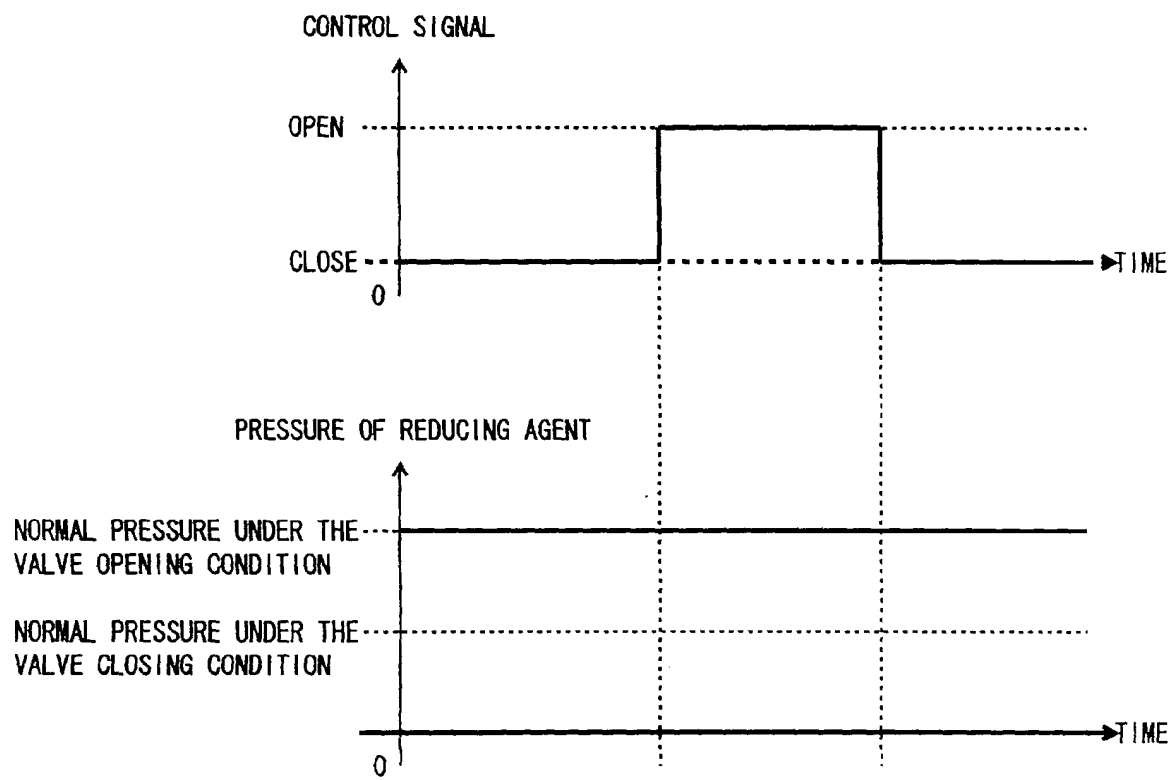 CONTROL SIGNAL
OPEN
CLOSE
TIME
0
PRESSURE OF REDUCING AGENT
NORMAL PRESSURE UNDER THE
VALVE OPENING CONDITION
NORMAL PRESSURE UNDER THE
VALVE CLOSING CONDITION
TIME
0